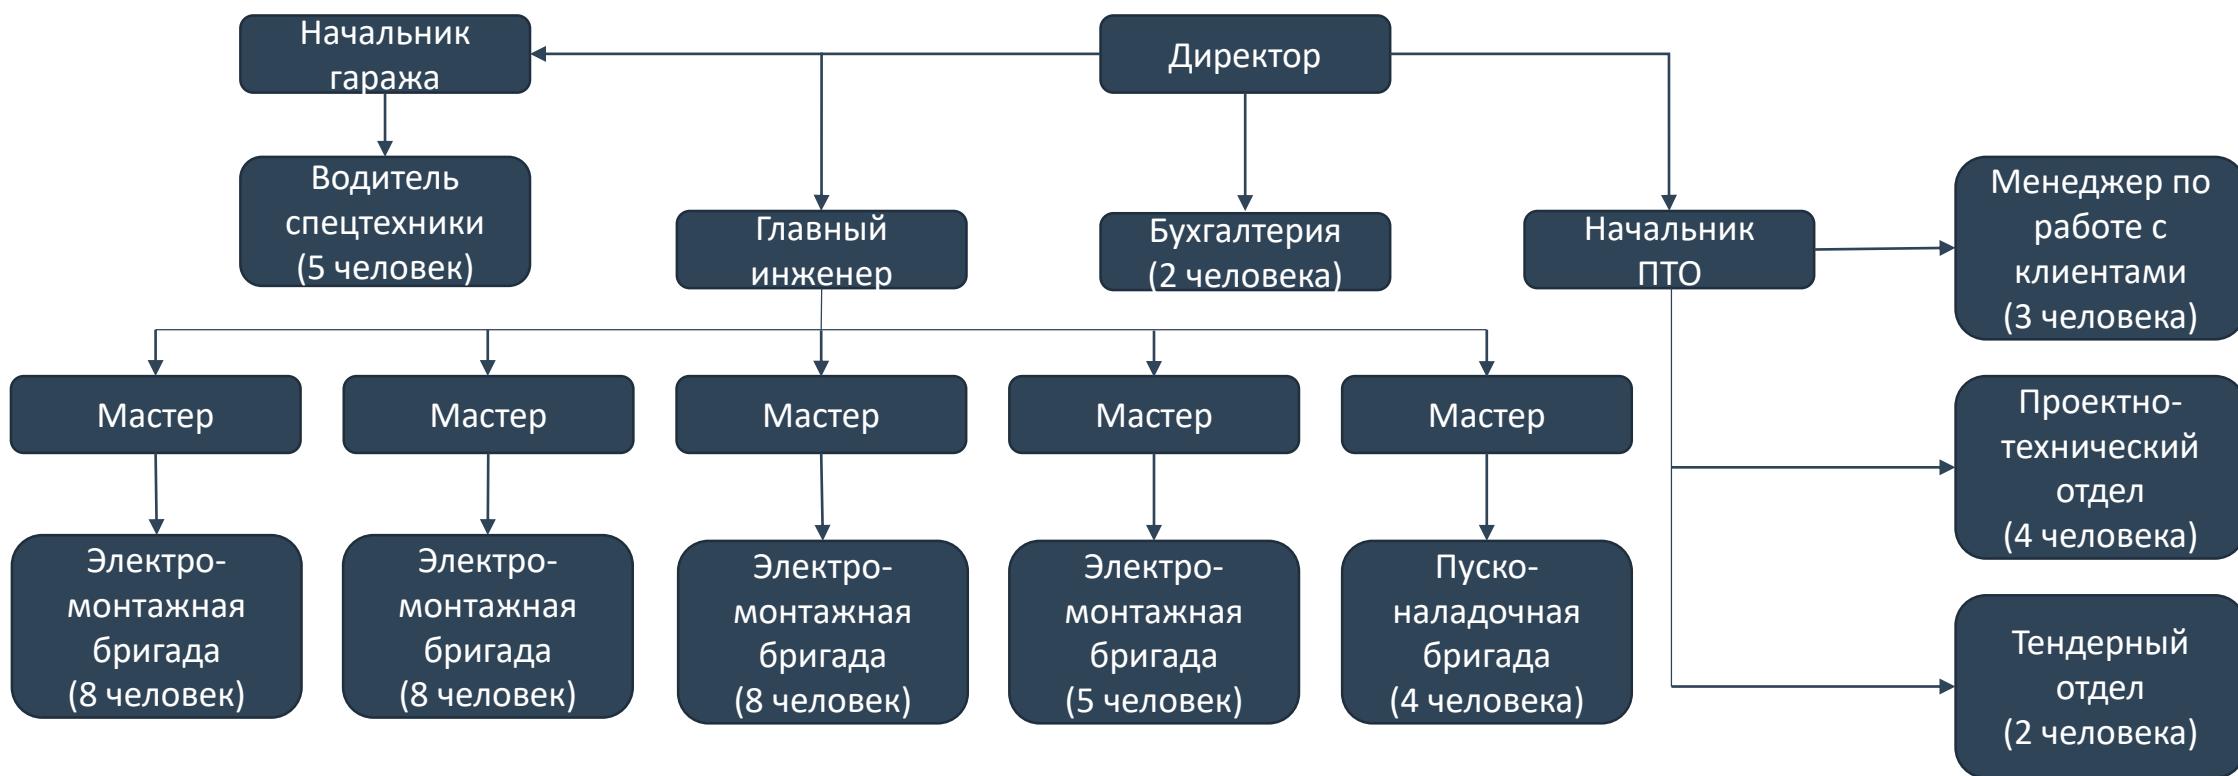 Начальник
гаража
Директор
Водитель
спецтехники
(5 человек)
Главный
инженер
Бухгалтерия
(2 человека)
Начальник
ПТО
Менеджер по
работе с
клиентами
(3 человека)
Мастер
Мастер
Мастер
Мастер
Мастер
Проектно-
технический
отдел
(4 человека)
Электро-
монтажная
бригада
(8 человек)
Электро-
монтажная
бригада
(8 человек)
Электро-
монтажная
бригада
(8 человек)
Электро-
монтажная
бригада
(5 человек)
Пуско-
наладочная
бригада
(4 человека)
Тендерный
отдел
(2 человека)